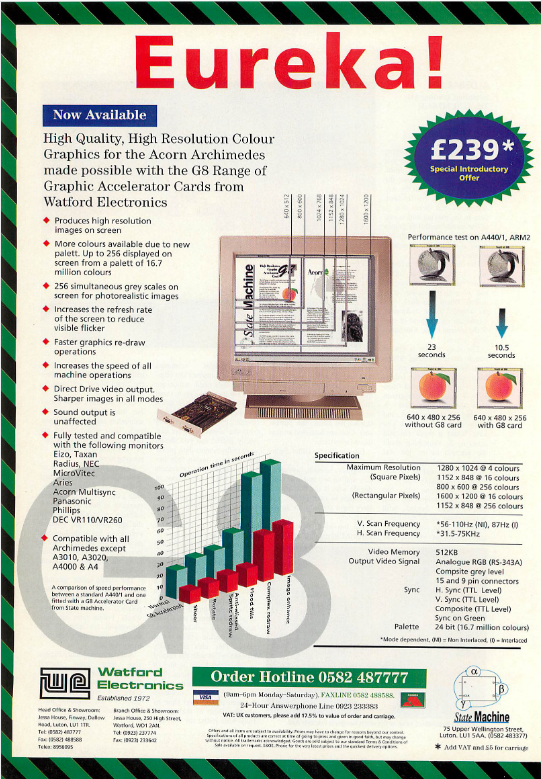 Eureka!
Now Available
High Quality, High Resolution Colour
Graphics for the Acorn Archimedes
made possible with the G8 Range of
Graphic Accelerator Cards from
Watford Electronics
£239*
Special Introductory
Offer
Produces high resolution
images on screen
More colours available due to new
palett. Up to 256 displayed on
screen from a palett of 16.7
million colours
256 simultaneous grey scales on
screen for photorealistic images
Increases the refresh rate
of the screen to reduce
visible flicker
Faster graphics re-draw
operations
Increases the speed of all
machine operations
Direct Drive video output.
Sharper images in all modes
Sound output is
unaffected
Fully tested and compatible
with the following monitors
Eizo, Taxan
Radius, NEC
MicroVitec
Aries
Acorn Multisync
Panasonic
Phillips
DEC VR110/VR260
Compatible with all
Archimedes except
A3010, A3020,
A4000 & A4
A comparison of speed performance
between a standard A440/1 and one
fitted with a G8 Accelerator Card
from State machine.
640 x 512
800 x 600
1024 x 768
1152 x 848
1280 x 1024
1600 x 1200
State Machine
Acorn
Performance test on A440/1, ARM2
23
seconds
10.5
seconds
640 x 480 x 256
without G8 card
640 x 480 x 256
with G8 card
G8
Operation time in seconds
100
90
80
70
60
50
40
30
20
10
0
Complex redraw
Image enhance
Specification
Maximum Resolution 1280 x 1024 @ 4 colours
(Square Pixels) 1152 x 848 @ 16 colours
800 x 600 @ 256 colours
(Rectangular Pixels) 1600 x 1200 @ 16 colours
1152 x 848 @ 256 colours
V. Scan Frequency *56-110Hz (NI), 87Hz (I)
H. Scan Frequency *31.5-75KHz
Video Memory 512KB
Output Video Signal Analogue RGB (RS-343A)
Compsite grey level
15 and 9 pin connectors
Sync H. Sync (TTL Level)
V. Sync (TTL Level)
Composite (TTL Level)
Sync on Green
Palette 24 bit (16.7 million colours)
*Mode dependent, (NI) = Non Interlaced, (I) = Interlaced
Watford
Electronics
Established 1972
Head Office & Showroom:
Jessa House, Finway, Dallow
Head, Luton, LU1 1TR.
Tel: (0582) 487777
Fax: (0582) 488588
Telex: 8956095
Branch Office & Showroom:
Jessa House, 250 High Street,
Watford, WD1 2AN,
Tel: (0923) 237774
Fax: (0923) 233642
Order Hotline 0582 487777
VISA
(8am-6pm Monday-Saturday). FAXLINE 0582 488588.
24-Hour Answerphone Line 0923 233383
VAT: UK customers, please add 17.5% to value of order and carriage.
α
β
γ
State Machine
75 Upper Wellington Street,
Luton, LU1 5AA. (0582 483377)
* Add VAT and £6 for carriage